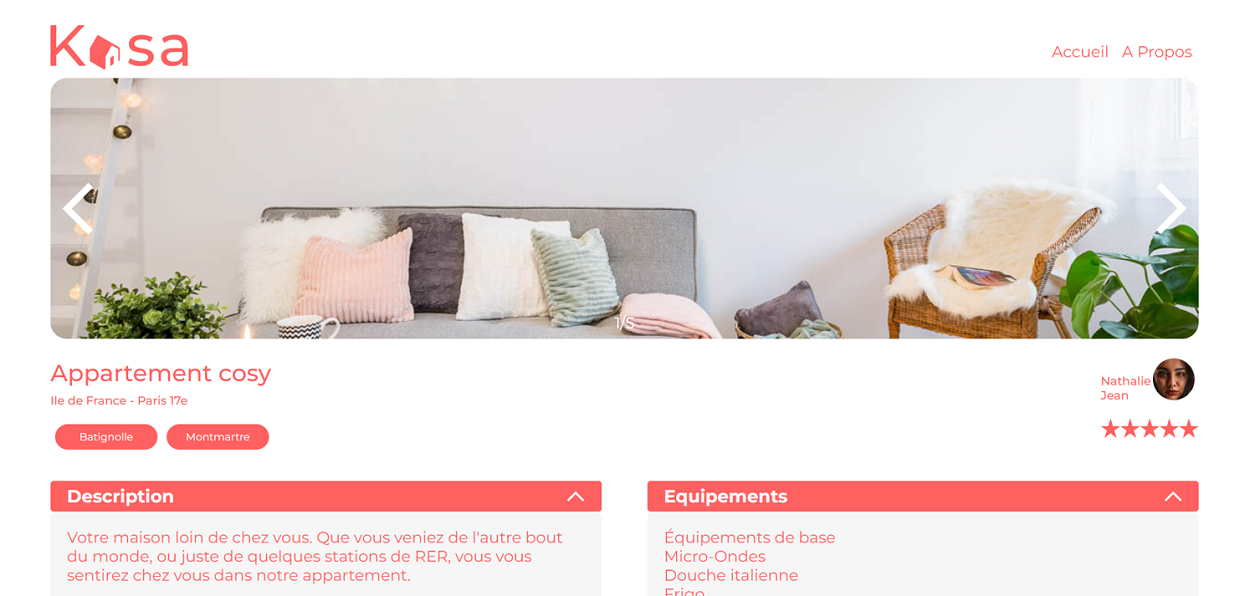 Kasa
Accueil A Propos
1/5
Appartement cosy
Ile de France - Paris 17e
Batignolle Montmartre
Nathalie
Jean
Description
Votre maison loin de chez vous. Que vous veniez de l'autre bout
du monde, ou juste de quelques stations de RER, vous vous
sentirez chez vous dans notre appartement.
Equipements
Équipements de base
Micro-Ondes
Douche italienne
Frigo